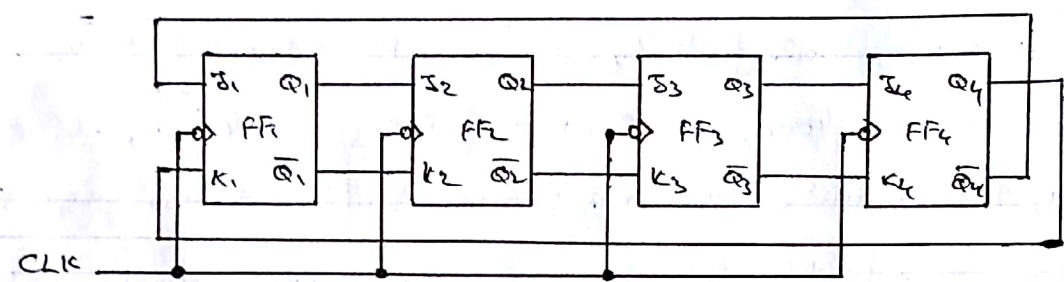 J1 Q1 J2 Q2 J3 Q3 J4 Q4
FF1 FF2 FF3 FF4
K1 Q̅1 K2 Q̅2 K3 Q̅3 K4 Q̅4
CLK